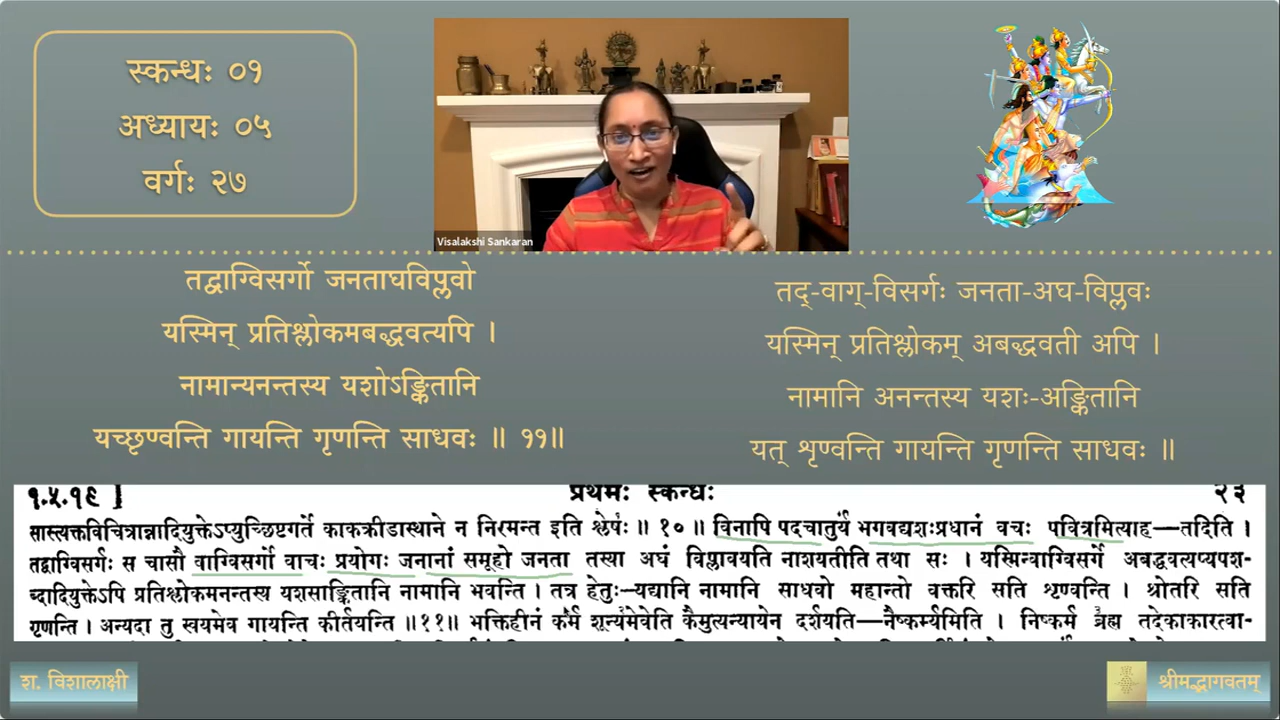 स्कन्धः ०१
अध्यायः ०५
वर्गः २७
Visalakshi Sankaran
तद्वाग्विसर्गो जनताघविप्लवो
यस्मिन् प्रतिश्लोकमबद्धवत्यपि ।
नामान्यनन्तस्य यशोऽङ्कितानि
यच्छृण्वन्ति गायन्ति गृणन्ति साधवः ॥ ११॥
तद्-वाग्-विसर्गः जनता-अघ-विप्लवः
यस्मिन् प्रतिश्लोकम् अबद्धवती अपि ।
नामानि अनन्तस्य यशः-अङ्कितानि
यत् शृण्वन्ति गायन्ति गृणन्ति साधवः ॥
१.५.१९ ] प्रथमः स्कन्धः २३
सास्त्यक्तविचित्रान्नादियुक्तेऽप्युच्छिष्टगर्ते काकक्रीडास्थाने न निरमन्त इति श्लेषः ॥ १० ॥ विनापि पदचातुर्यं भगवद्यशःप्रधानं वचः पवित्रमित्याह—तदिति ।
तद्वाग्विसर्गः स चासौ वाग्विसर्गो वाचः प्रयोगः जनानां समूहो जनता तस्या अघं विप्लावयति नाशयतीति तथा सः । यस्मिन्वाग्विसर्गे अबद्धवत्यप्यपश-
ब्दादियुक्तेऽपि प्रतिश्लोकमनन्तस्य यशसाङ्कितानि नामानि भवन्ति । तत्र हेतुः—यद्यानि नामानि साधवो महान्तो वक्तरि सति शृण्वन्ति । श्रोतरि सति
गृणन्ति । अन्यदा तु स्वयमेव गायन्ति कीर्तयन्ति ॥११॥ भक्तिहीनं कर्म शून्यमेवेति कैमुत्यन्यायेन दर्शयति—नैष्कर्म्यमिति । निष्कर्म ब्रह्म तदेकाकारत्वा-
श. विशालाक्षी
श्रीमद्भागवतम्